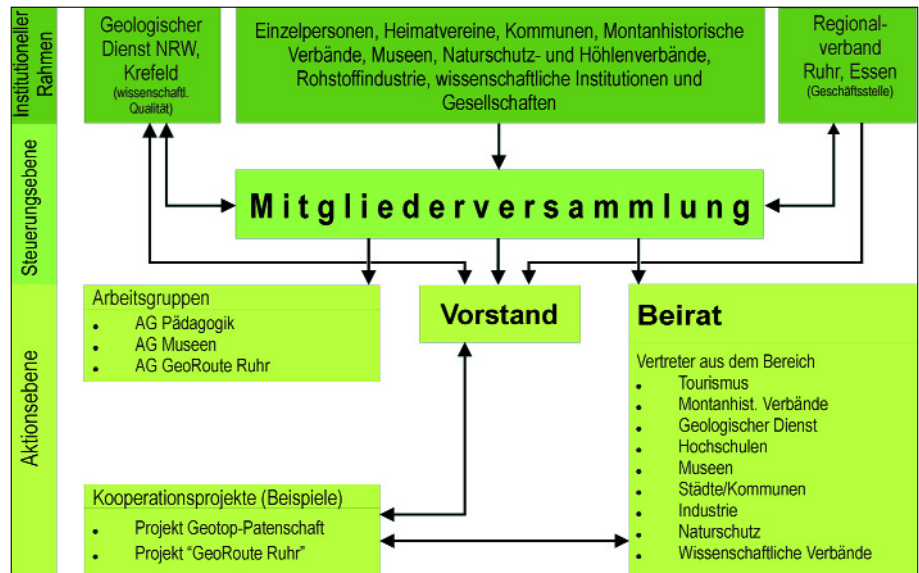 Institutioneller
Rahmen
Geologischer
Dienst NRW,
Krefeld
(wissenschaftl.
Qualität)
Einzelpersonen, Heimatvereine, Kommunen, Montanhistorische
Verbände, Museen, Naturschutz- und Höhlenverbände,
Rohstoffindustrie, wissenschaftliche Institutionen und
Gesellschaften
Regional-
verband
Ruhr, Essen
(Geschäftsstelle)
Steuerungsebene
Mitgliederversammlung
Aktionsebene
Arbeitsgruppen
• AG Pädagogik
• AG Museen
• AG GeoRoute Ruhr
Vorstand
Beirat
Vertreter aus dem Bereich
• Tourismus
• Montanhist. Verbände
• Geologischer Dienst
• Hochschulen
• Museen
• Städte/Kommunen
• Industrie
• Naturschutz
• Wissenschaftliche Verbände
Kooperationsprojekte (Beispiele)
• Projekt Geotop-Patenschaft
• Projekt “GeoRoute Ruhr”